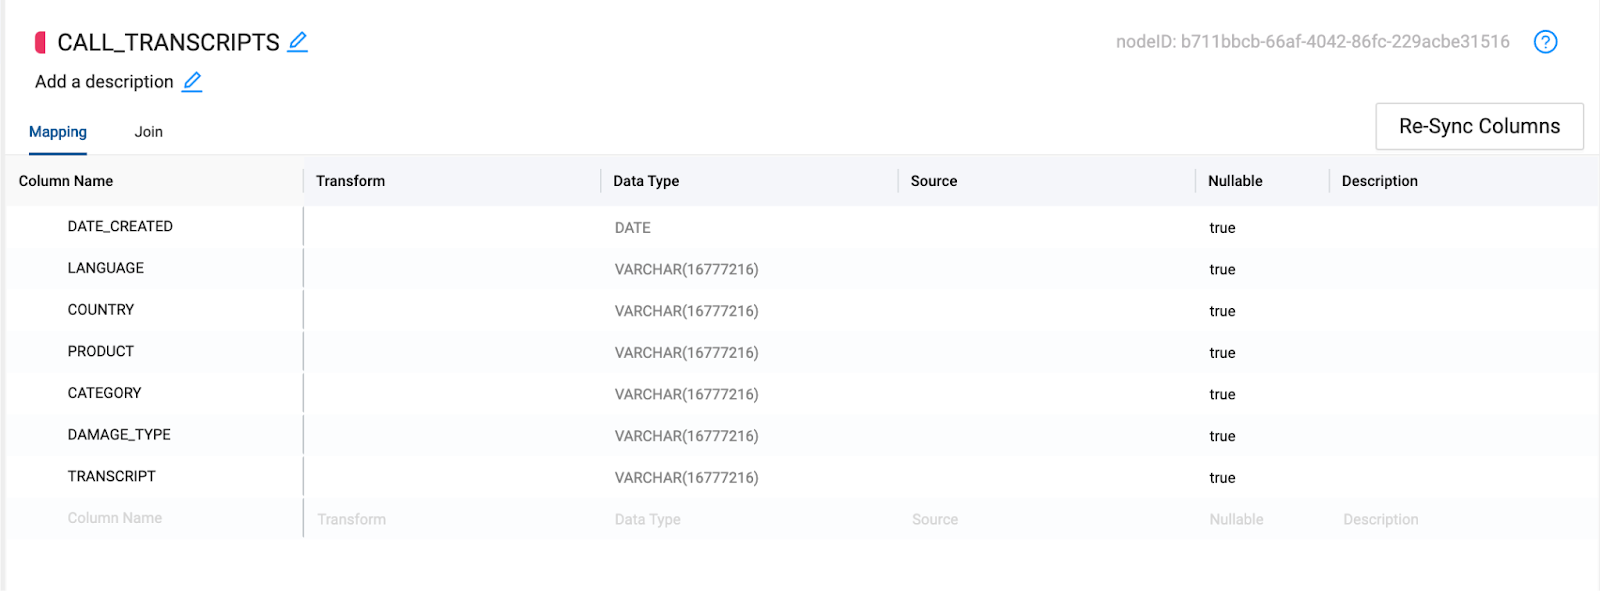 CALL_TRANSCRIPTS
nodeID: b711bbcb-66af-4042-86fc-229acbe31516
Add a description
Mapping Join
Re-Sync Columns
Column Name Transform Data Type Source Nullable Description
DATE_CREATED DATE true
LANGUAGE VARCHAR(16777216) true
COUNTRY VARCHAR(16777216) true
PRODUCT VARCHAR(16777216) true
CATEGORY VARCHAR(16777216) true
DAMAGE_TYPE VARCHAR(16777216) true
TRANSCRIPT VARCHAR(16777216) true
Column Name Transform Data Type Source Nullable Description